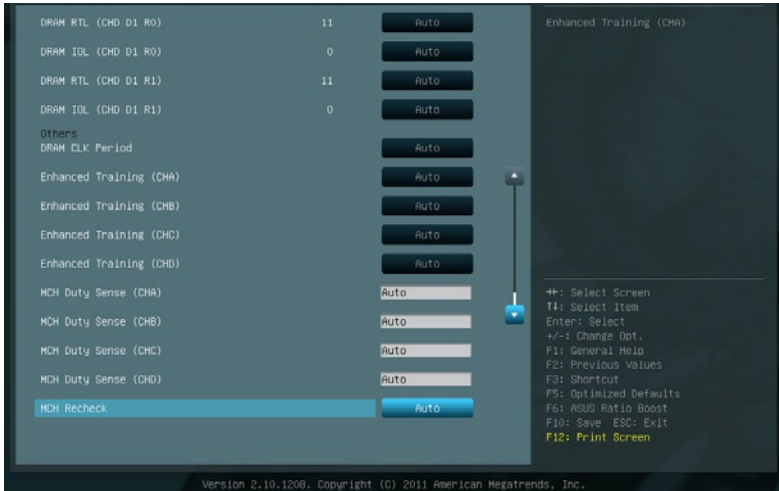 DRAM RTL (CHD D1 R0) 11 Auto
DRAM IOL (CHD D1 R0) 0 Auto
DRAM RTL (CHD D1 R1) 11 Auto
DRAM IOL (CHD D1 R1) 0 Auto
Others
DRAM CLK Period Auto
Enhanced Training (CHA) Auto
Enhanced Training (CHB) Auto
Enhanced Training (CHC) Auto
Enhanced Training (CHD) Auto
MCH Duty Sense (CHA) Auto
MCH Duty Sense (CHB) Auto
MCH Duty Sense (CHC) Auto
MCH Duty Sense (CHD) Auto
MCH Recheck Auto
Enhanced Training (CHA)
→←: Select Screen
↑↓: Select Item
Enter: Select
+/-: Change Opt.
F1: General Help
F2: Previous Values
F3: Shortcut
F5: Optimized Defaults
F6: ASUS Ratio Boost
F10: Save ESC: Exit
F12: Print Screen
Version 2.10.1208. Copyright (C) 2011 American Megatrends, Inc.